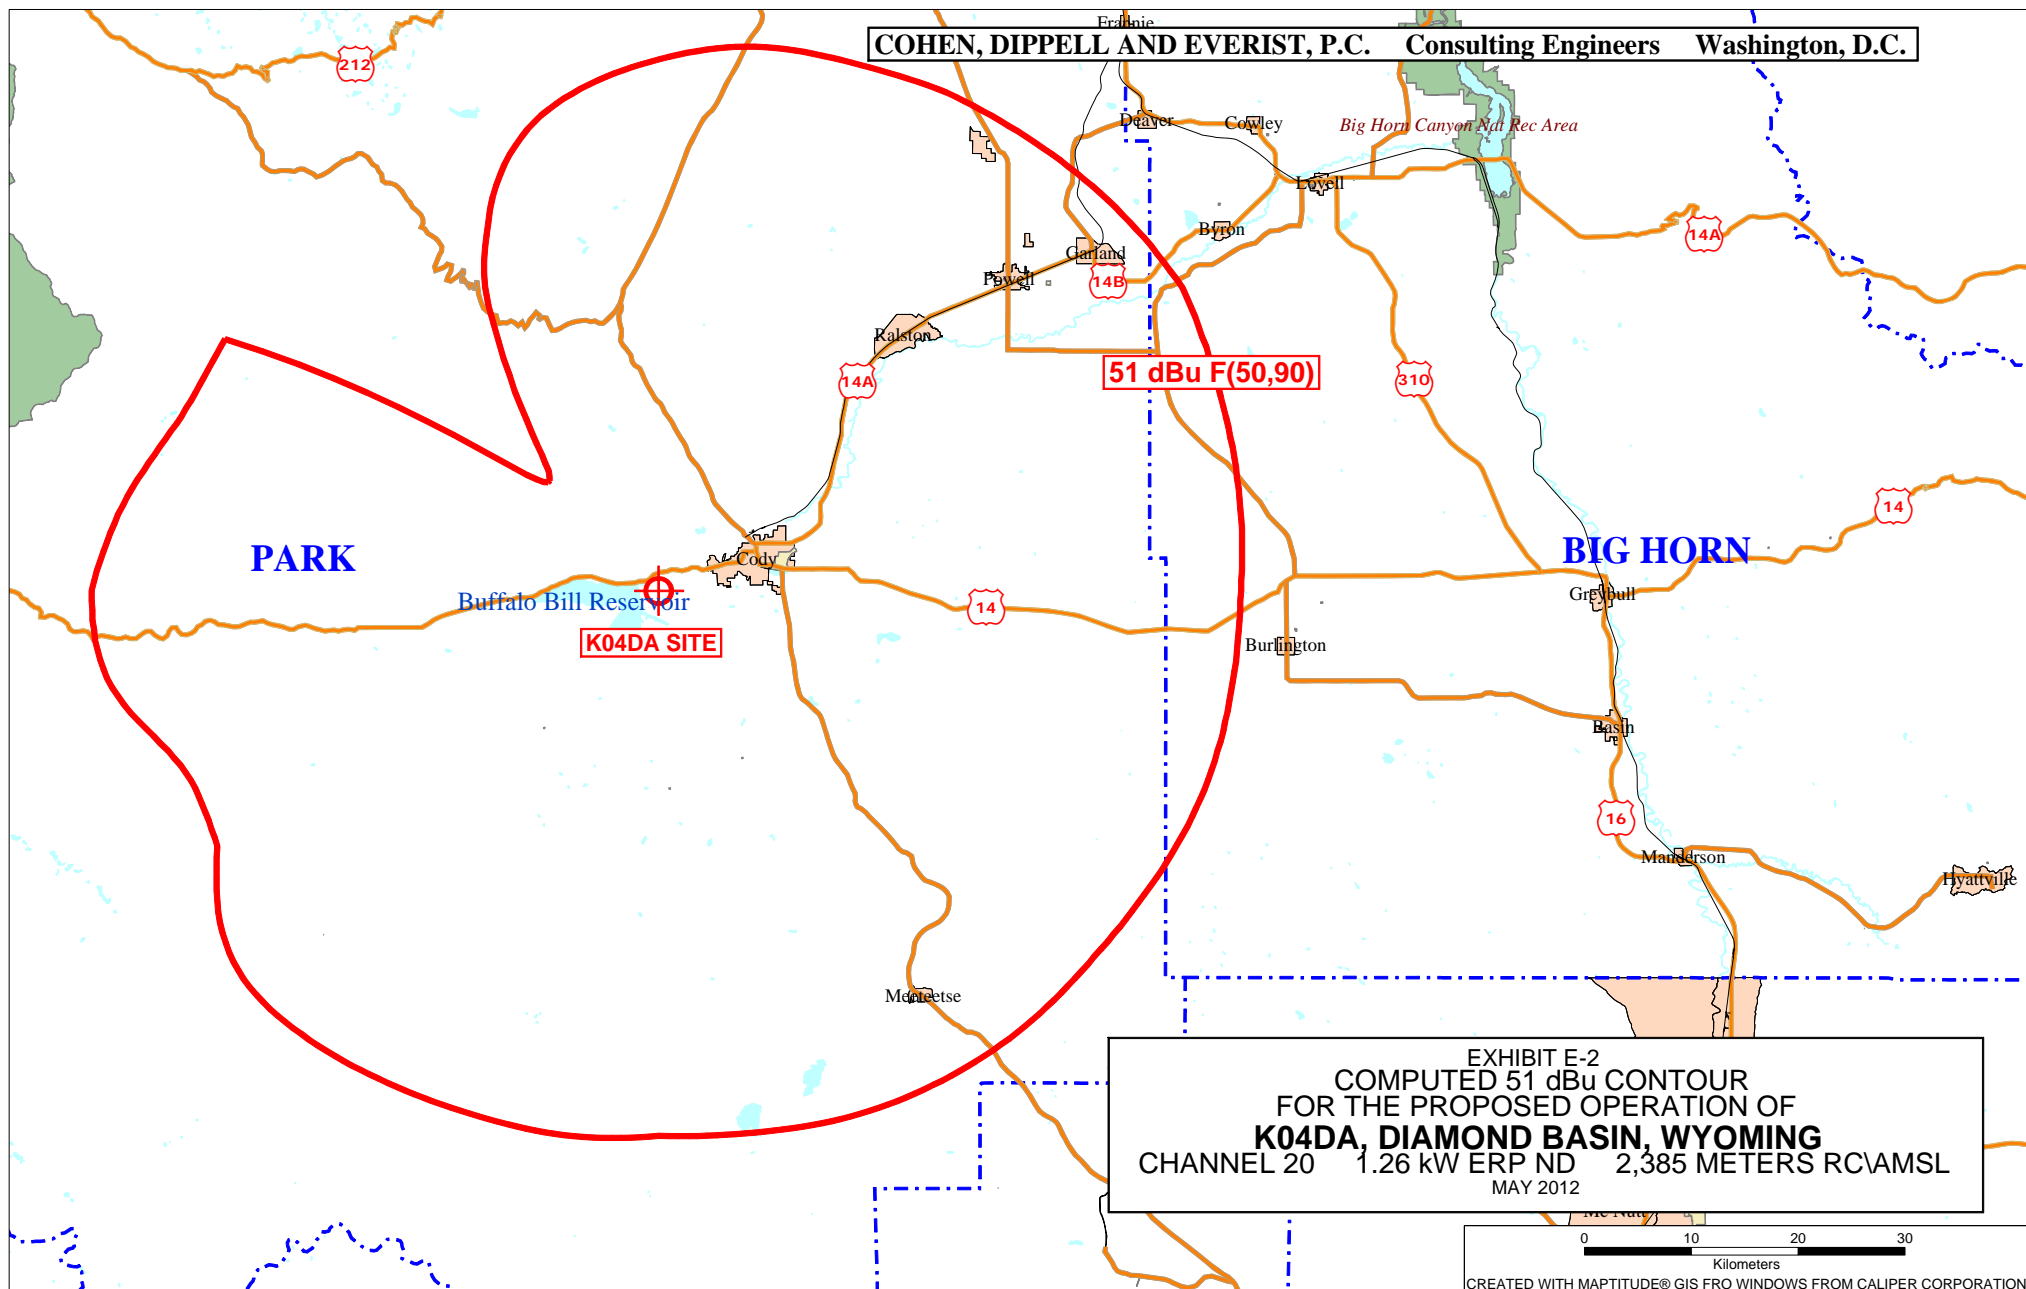 Frannie
COHEN, DIPPELL AND EVERIST, P.C. Consulting Engineers Washington, D.C.
212
Deaver
Cowley
Big Horn Canyon Nat Rec Area
Lovell
Byron
14A
Garland
Powell
14B
Ralston
51 dBu F(50,90)
14A
310
14
PARK
BIG HORN
Cody
Buffalo Bill Reservoir
14
Greybull
K04DA SITE
Burlington
Basin
16
Manderson
Hyattville
Meeteetse
EXHIBIT E-2
COMPUTED 51 dBu CONTOUR
FOR THE PROPOSED OPERATION OF
K04DA, DIAMOND BASIN, WYOMING
CHANNEL 20 1.26 kW ERP ND 2,385 METERS RC\AMSL
MAY 2012
0 10 20 30
Kilometers
CREATED WITH MAPTITUDE® GIS FRO WINDOWS FROM CALIPER CORPORATION